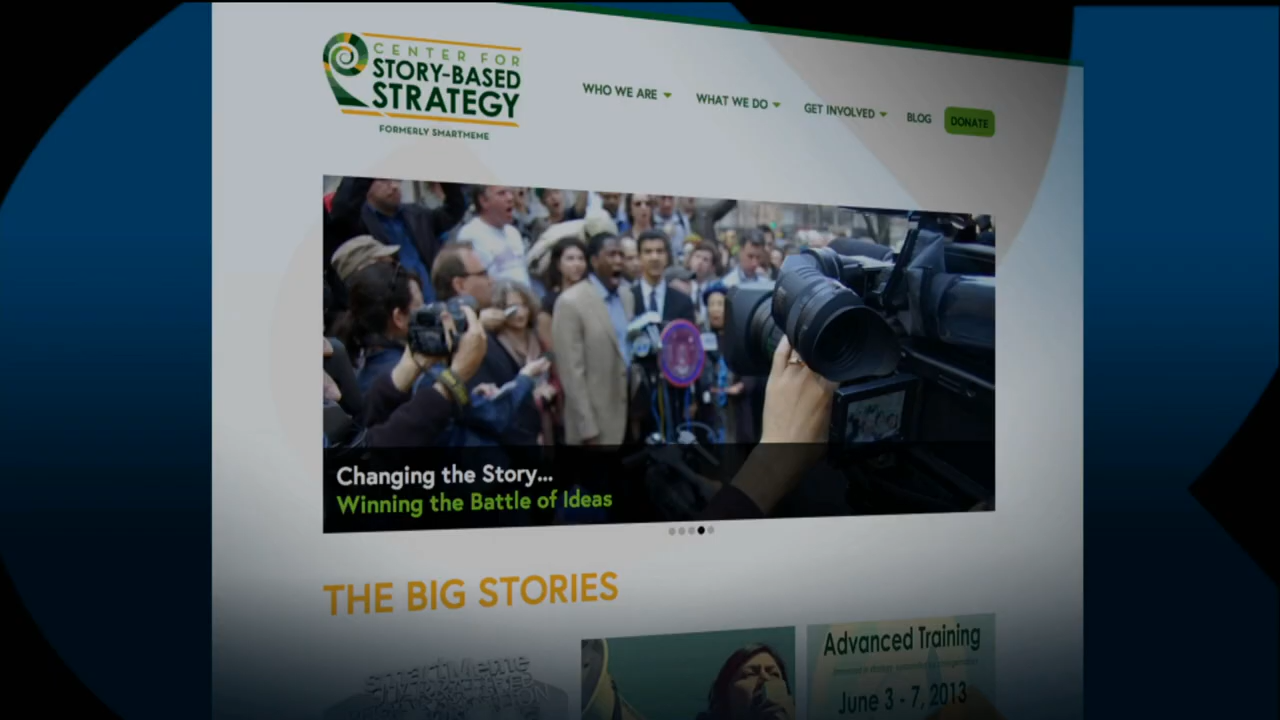 CENTER FOR
STORY-BASED
STRATEGY
FORMERLY SMARTMEME
WHO WE ARE
WHAT WE DO
GET INVOLVED
BLOG
DONATE
Changing the Story...
Winning the Battle of Ideas
THE BIG STORIES
smartMeme
Advanced Training
June 3 - 7, 2013